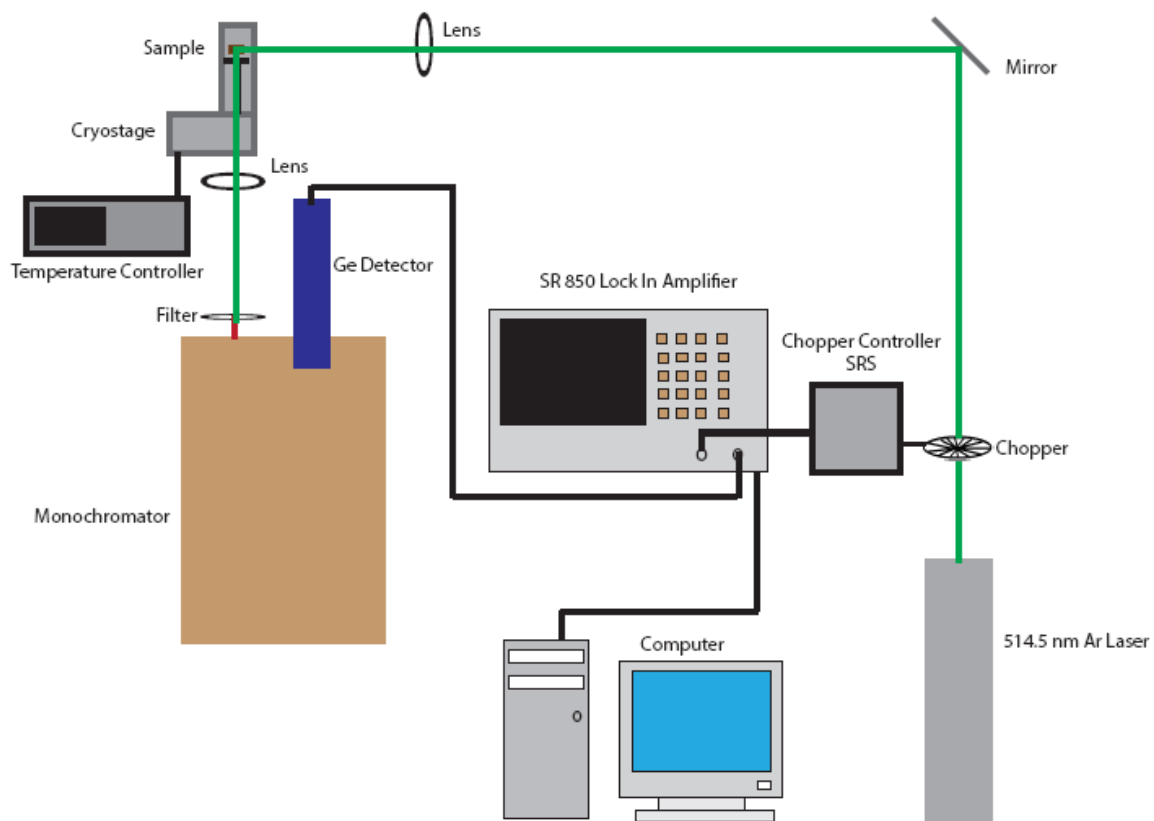 Lens
Sample
Mirror
Cryostage
Lens
Temperature Controller
Ge Detector
SR 850 Lock In Amplifier
Filter
Chopper Controller
SRS
Chopper
Monochromator
Computer
514.5 nm Ar Laser